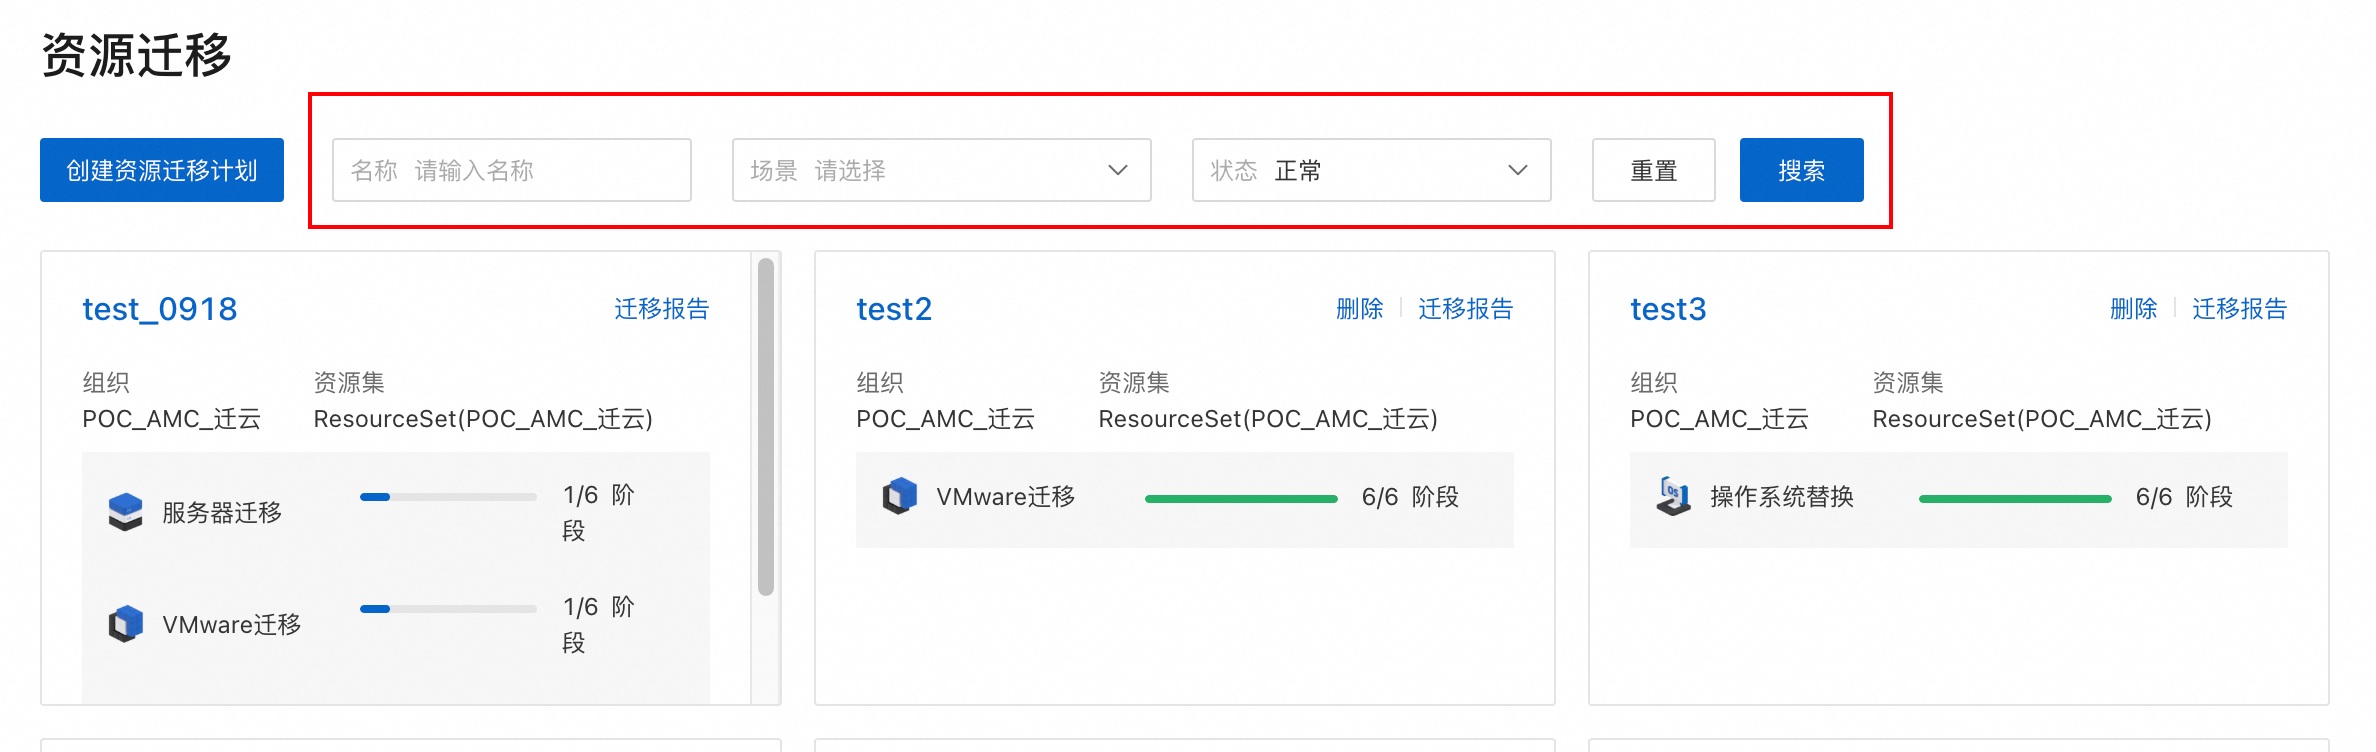 资源迁移
创建资源迁移计划 名称 请输入名称 场景 请选择 状态 正常 重置 搜索
test_0918 迁移报告
组织 资源集
POC_AMC_迁云 ResourceSet(POC_AMC_迁云)
服务器迁移 1/6 阶
段
VMware迁移 1/6 阶
段
test2 删除 迁移报告
组织 资源集
POC_AMC_迁云 ResourceSet(POC_AMC_迁云)
VMware迁移 6/6 阶段
test3 删除 迁移报告
组织 资源集
POC_AMC_迁云 ResourceSet(POC_AMC_迁云)
OS 操作系统替换 6/6 阶段